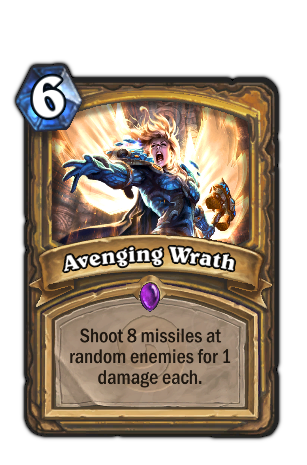 6
Avenging Wrath
Shoot 8 missiles at
random enemies for 1
damage each.